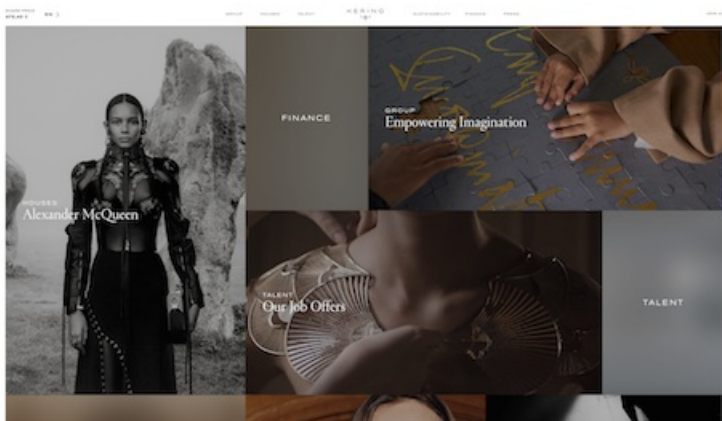 GROUP
HOUSES
TALENT
KERING
SUSTAINABILITY
FINANCE
PRESS
HOUSES
Alexander McQueen
FINANCE
GROUP
Empowering Imagination
TALENT
Our Job Offers
TALENT